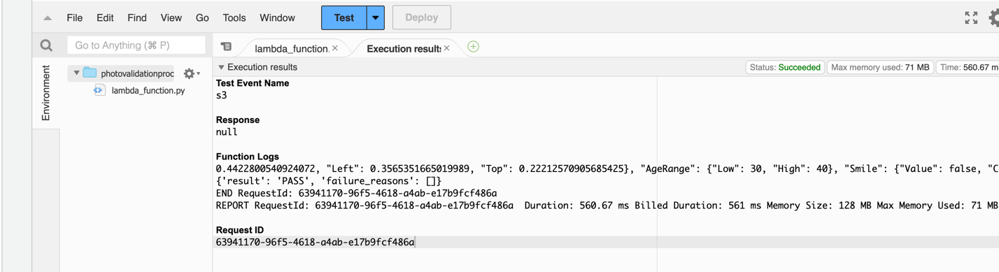 File Edit Find View Go Tools Window Test Deploy
Go to Anything (⌘ P)
lambda_function.
Execution results
Environment
photovalidationproc
lambda_function.py
Execution results
Status: Succeeded
Max memory used: 71 MB
Time: 560.67 m
Test Event Name
s3
Response
null
Function Logs
0.4422800540924072, "Left": 0.3565351665019989, "Top": 0.22212570905685425}, "AgeRange": {"Low": 30, "High": 40}, "Smile": {"Value": false, "C
{'result': 'PASS', 'failure_reasons': []}
END RequestId: 63941170-96f5-4618-a4ab-e17b9fcf486a
REPORT RequestId: 63941170-96f5-4618-a4ab-e17b9fcf486a Duration: 560.67 ms Billed Duration: 561 ms Memory Size: 128 MB Max Memory Used: 71 MB
Request ID
63941170-96f5-4618-a4ab-e17b9fcf486a